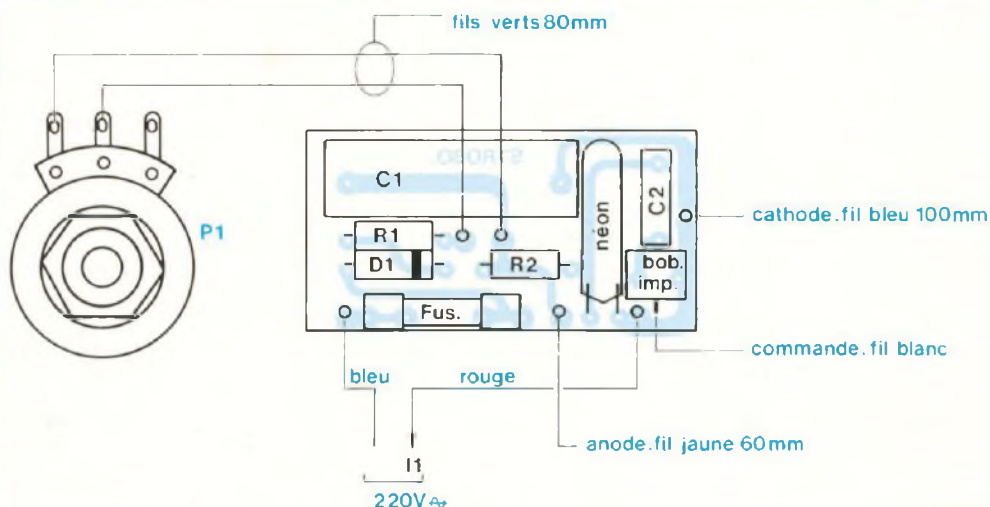 fils verts 80mm
STROBO.
C1
P1
R1
D1
R2
néon
C2
cathode.fil bleu 100mm
bob.
imp.
Fus.
commande.fil blanc
bleu
rouge
anode.fil jaune 60mm
I1
220V